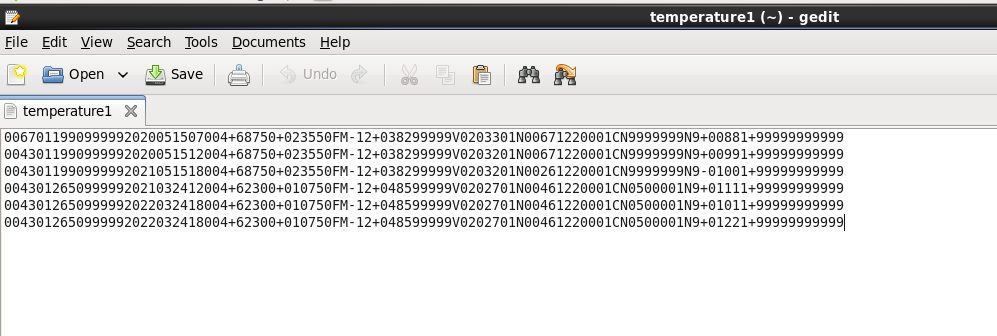 temperature1 (~) - gedit
File Edit View Search Tools Documents Help
Open Save Undo
temperature1
0067011990999992020051507004+68750+023550FM-12+038299999V0203301N00671220001CN9999999N9+00881+99999999999
0043011990999992020051512004+68750+023550FM-12+038299999V0203201N00671220001CN9999999N9+00991+99999999999
0043011990999992021051518004+68750+023550FM-12+038299999V0203201N00261220001CN9999999N9-01001+99999999999
0043012650999992021032412004+62300+010750FM-12+048599999V0202701N00461220001CN0500001N9+01111+99999999999
0043012650999992022032418004+62300+010750FM-12+048599999V0202701N00461220001CN0500001N9+01011+99999999999
0043012650999992022032418004+62300+010750FM-12+048599999V0202701N00461220001CN0500001N9+01221+99999999999